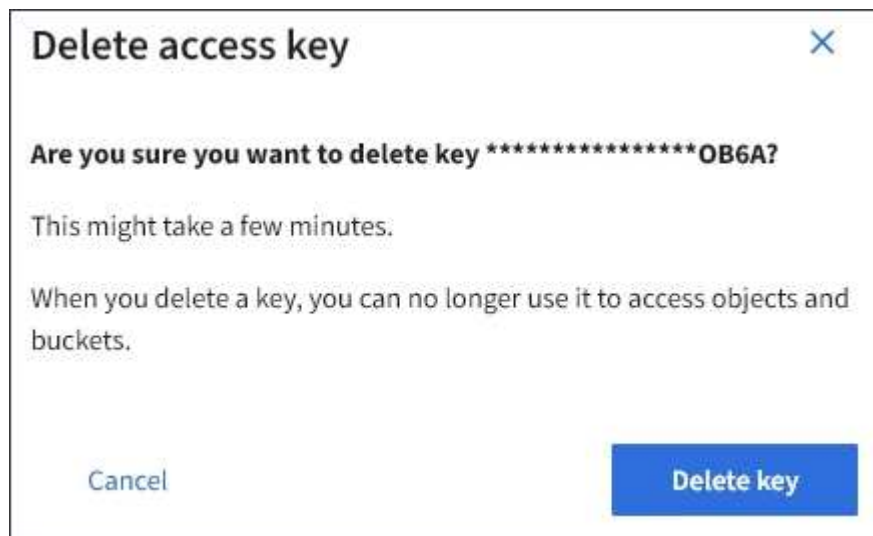 Delete access key
Are you sure you want to delete key ****************OB6A?
This might take a few minutes.
When you delete a key, you can no longer use it to access objects and
buckets.
Cancel
Delete key